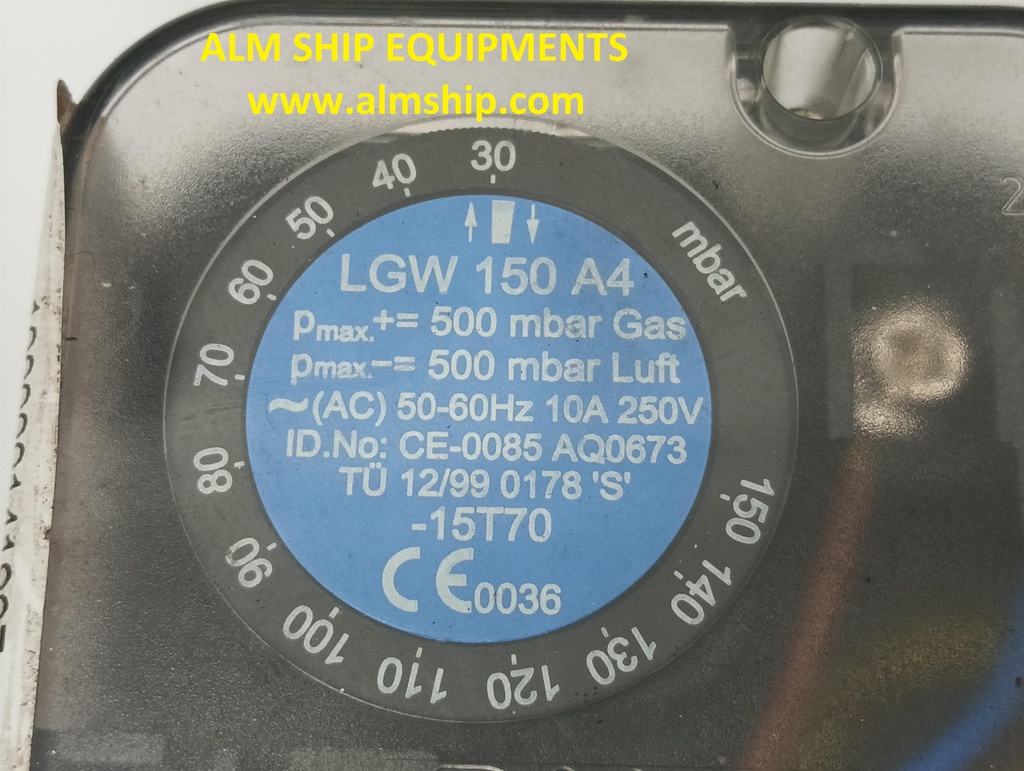 ALM SHIP EQUIPMENTS
www.almship.com
30
40
50
60
70
80
90
100
110
120
130
140
150
mbar
LGW 150 A4
pmax.+= 500 mbar Gas
pmax.-= 500 mbar Luft
~(AC) 50-60Hz 10A 250V
ID.No: CE-0085 AQ0673
TÜ 12/99 0178 'S'
-15T70
CE0036
2